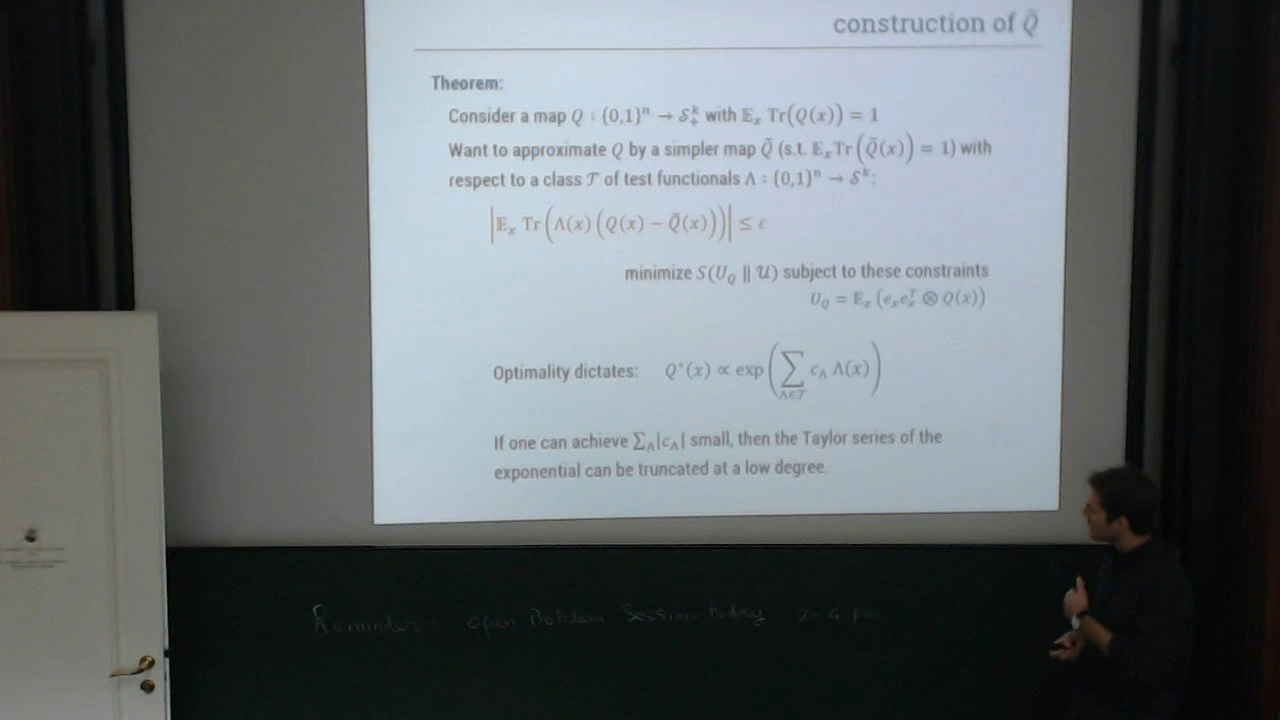 construction of Q̃
Theorem:
Consider a map Q : {0,1}ⁿ → 𝒮₊ᵏ with 𝔼ₓ Tr(Q(x)) = 1
Want to approximate Q by a simpler map Q̃ (s.t. 𝔼ₓTr(Q̃(x)) = 1) with
respect to a class 𝒯 of test functionals Λ : {0,1}ⁿ → 𝒮ᵏ:
|𝔼ₓ Tr(Λ(x)(Q(x) − Q̃(x)))| ≤ ε
minimize S(U_Q ∥ 𝒰) subject to these constraints
U_Q = 𝔼ₓ (eₓeₓᵀ ⊗ Q(x))
Optimality dictates: Q*(x) ∝ exp(∑_{Λ∈𝒯} c_Λ Λ(x))
If one can achieve ∑_Λ|c_Λ| small, then the Taylor series of the
exponential can be truncated at a low degree.
Reminder: Open Problem Session today 2-4 pm